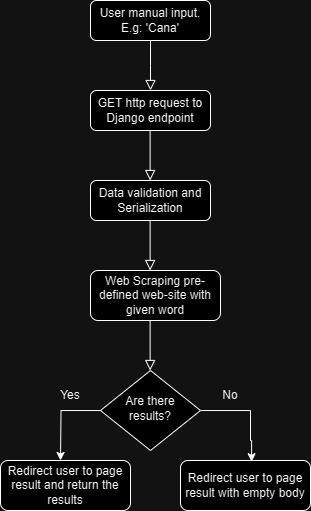 User manual input.
E.g: 'Cana'
GET http request to
Django endpoint
Data validation and
Serialization
Web Scraping pre-
defined web-site with
given word
Are there
results?
Yes
No
Redirect user to page
result and return the
results
Redirect user to page
result with empty body